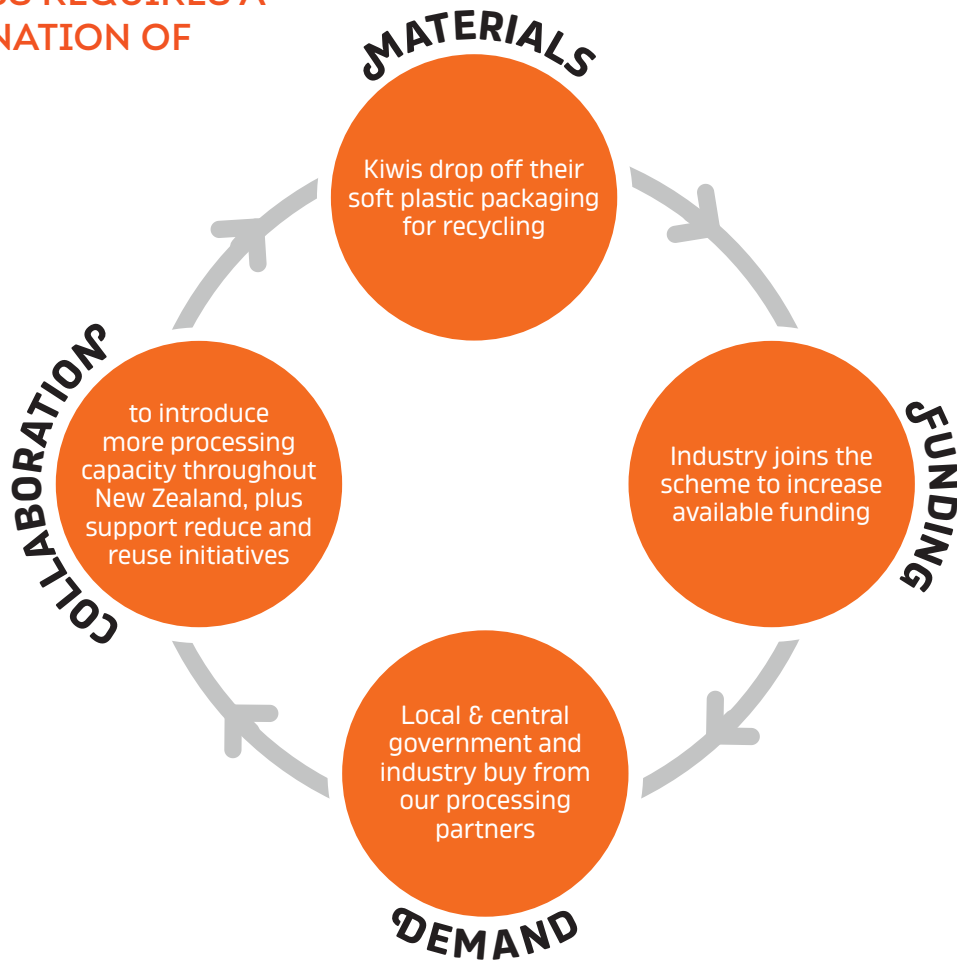 REQUIRES A
NATION OF
MATERIALS
Kiwis drop off their
soft plastic packaging
for recycling
FUNDING
Industry joins the
scheme to increase
available funding
DEMAND
Local & central
government and
industry buy from
our processing
partners
COLLABORATION
to introduce
more processing
capacity throughout
New Zealand, plus
support reduce and
reuse initiatives